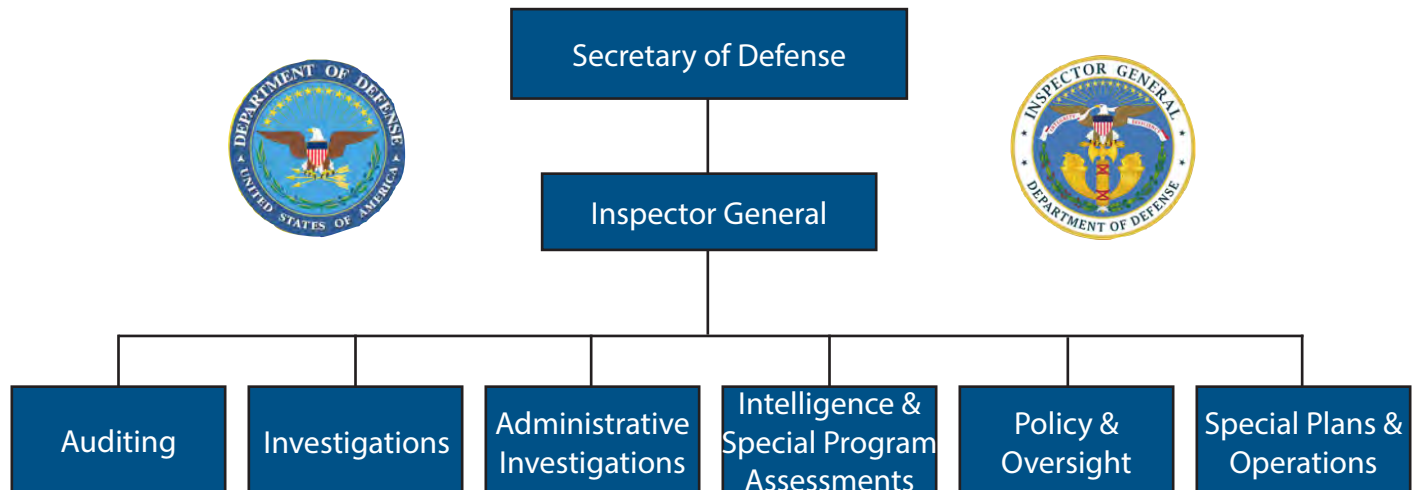 Secretary of Defense
DEPARTMENT OF DEFENSE
UNITED STATES OF AMERICA
INSPECTOR GENERAL
DEPARTMENT OF DEFENSE
Inspector General
Auditing
Investigations
Administrative
Investigations
Intelligence &
Special Program
Assessments
Policy &
Oversight
Special Plans &
Operations